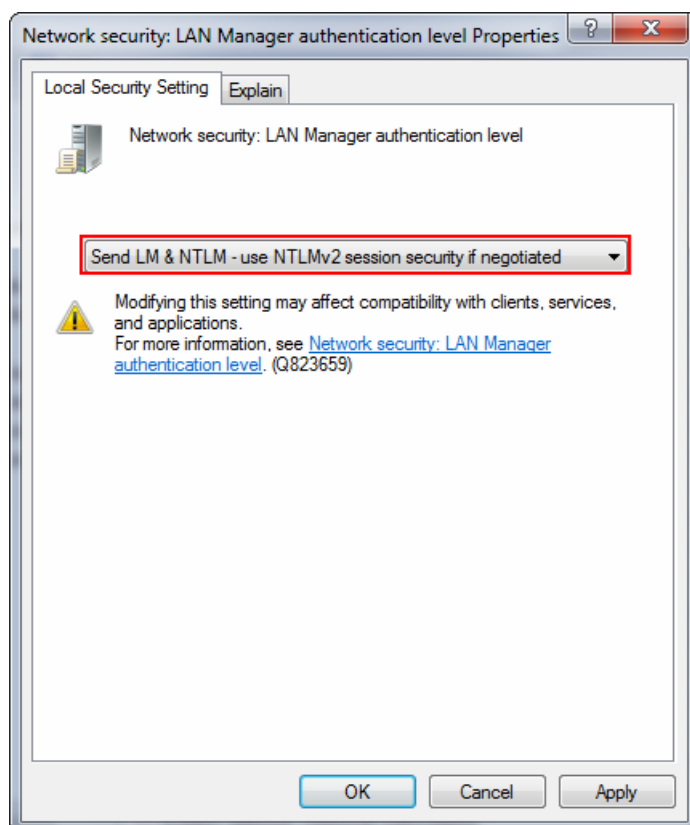 Network security: LAN Manager authentication level Properties
Local Security Setting
Explain
Network security: LAN Manager authentication level
Send LM & NTLM - use NTLMv2 session security if negotiated
Modifying this setting may affect compatibility with clients, services,
and applications.
For more information, see Network security: LAN Manager
authentication level. (Q823659)
OK
Cancel
Apply